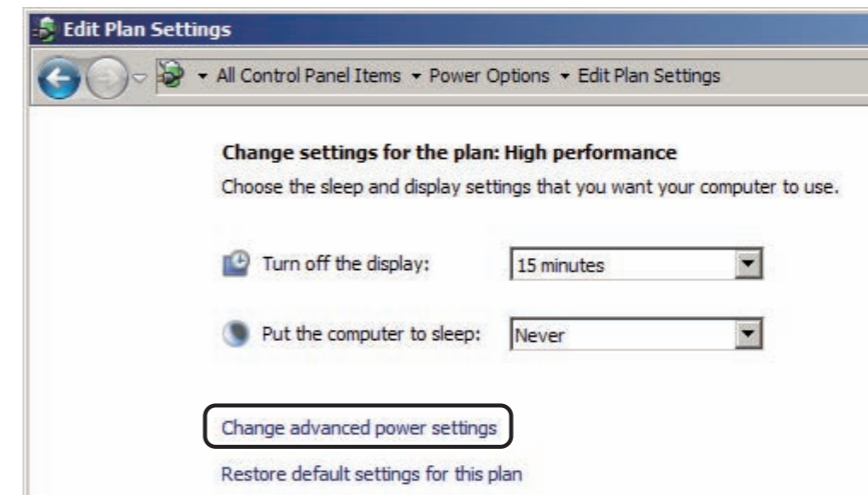 Edit Plan Settings
All Control Panel Items Power Options Edit Plan Settings
Change settings for the plan: High performance
Choose the sleep and display settings that you want your computer to use.
Turn off the display: 15 minutes
Put the computer to sleep: Never
Change advanced power settings
Restore default settings for this plan